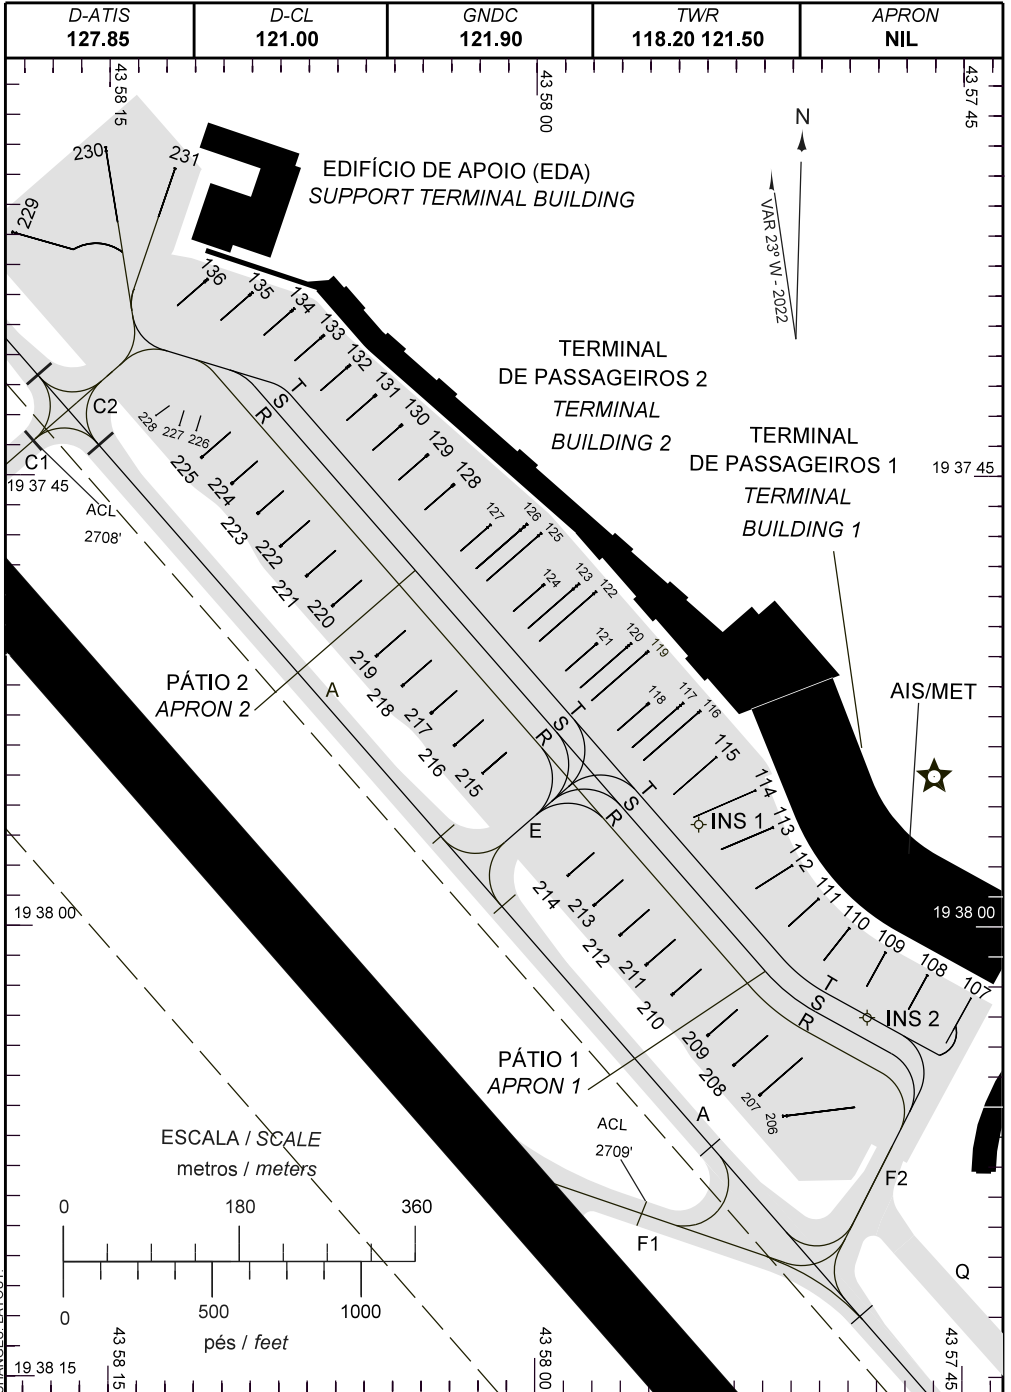 D-ATIS
127.85
D-CL
121.00
GNDC
121.90
TWR
118.20 121.50
APRON
NIL
43 58 15
43 58 00
43 57 45
N
VAR 23° W - 2022
230
231
229
EDIFÍCIO DE APOIO (EDA)
SUPPORT TERMINAL BUILDING
136
135
134
133
132
131
130
129
128
127
126
125
124
123
122
121
120
119
118
117
116
115
114
113
112
111
110
109
108
107
TERMINAL
DE PASSAGEIROS 2
TERMINAL
BUILDING 2
TERMINAL
DE PASSAGEIROS 1
TERMINAL
BUILDING 1
19 37 45
19 37 45
T
S
R
C2
C1
ACL
2708'
228
227
226
225
224
223
222
221
220
219
218
217
216
215
PÁTIO 2
APRON 2
A
AIS/MET
T
S
R
T
S
R
INS 1
E
214
213
212
211
210
209
208
207
206
19 38 00
19 38 00
T
S
R
INS 2
PÁTIO 1
APRON 1
A
ACL
2709'
F2
F1
Q
ESCALA / SCALE
metros / meters
0
180
360
0
500
1000
pés / feet
19 38 15
43 58 15
43 58 00
43 57 45